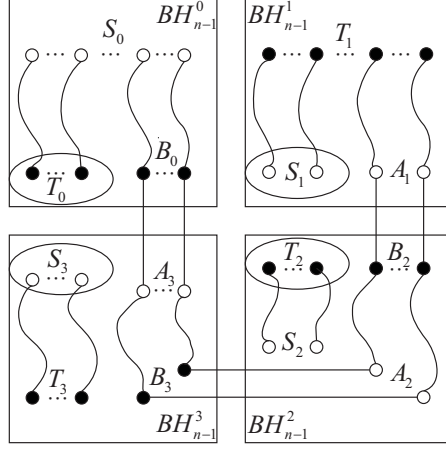 S_0 BH^0_{n-1}
... ... ... 
T_0 ... B_0 ...
BH^1_{n-1} T_1
... ... ...
S_1 ... A_1 ...
S_3 ... A_3 ...
T_3 ... B_3
BH^3_{n-1}
T_2 ... B_2 ...
S_2 ... A_2
BH^2_{n-1}